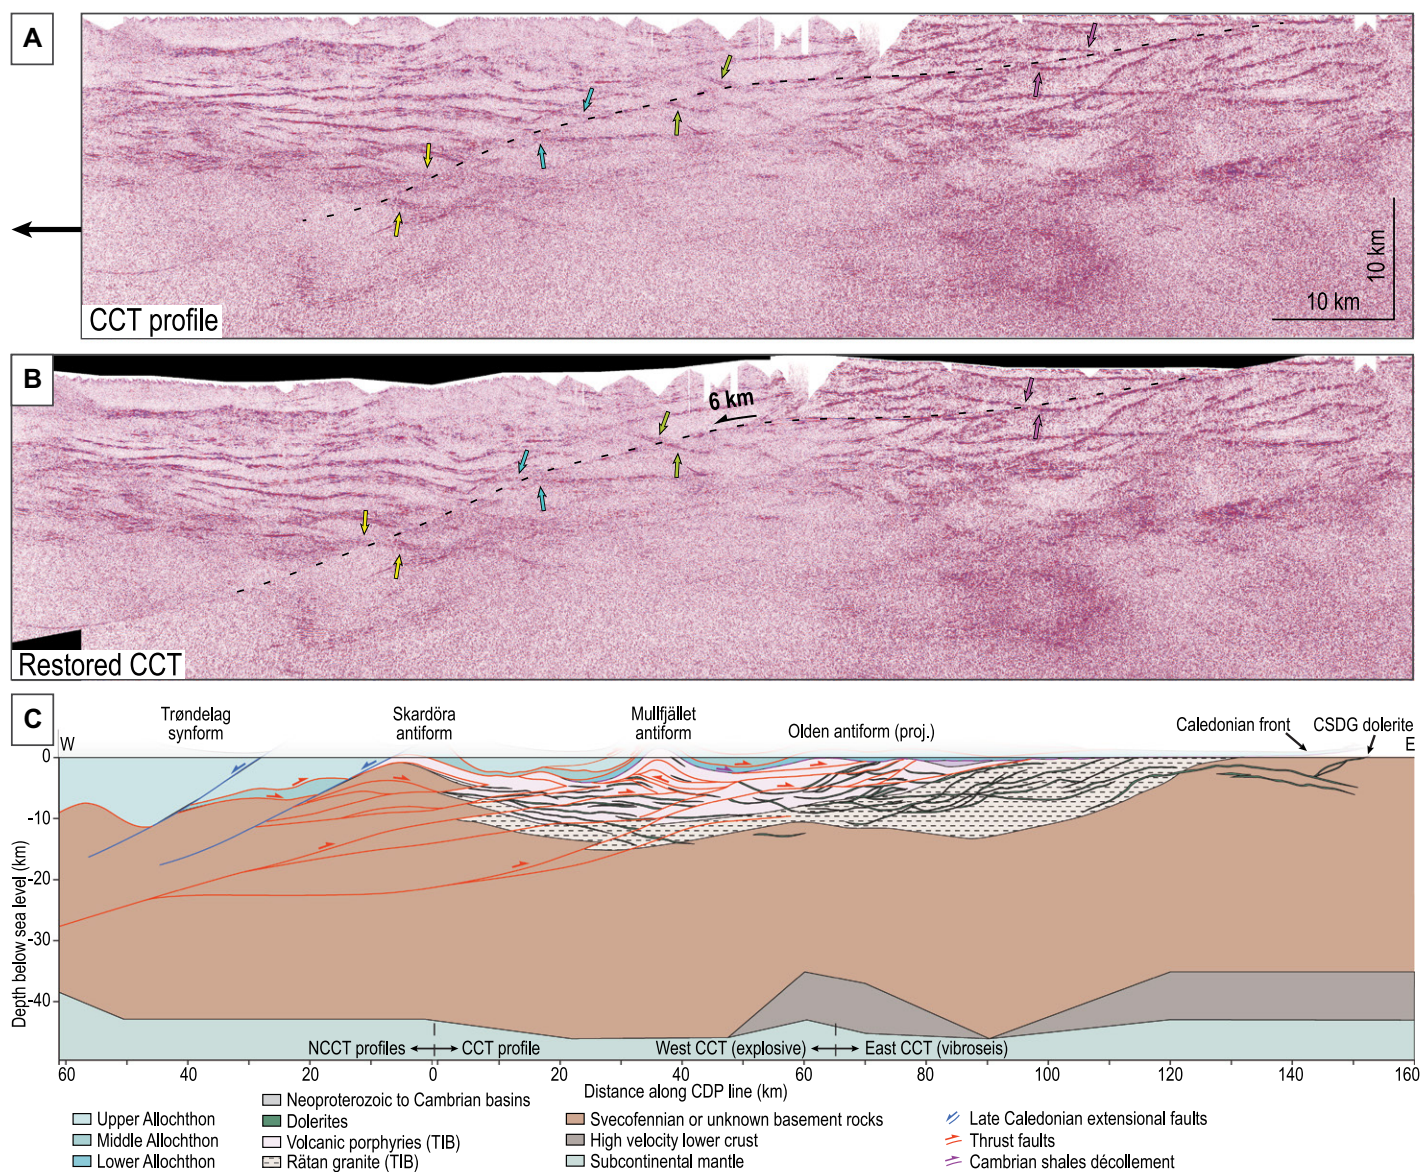 A
10 km
10 km
CCT profile
B
6 km
Restored CCT
C
Trøndelag
synform
Skardöra
antiform
Mullfjället
antiform
Olden antiform (proj.)
Caledonian front
CSDG dolerite
W
E
0
-10
-20
-30
-40
Depth below sea level (km)
NCCT profiles
CCT profile
West CCT (explosive)
East CCT (vibroseis)
60 40 20 0 20 40 60 80 100 120 140 160
Distance along CDP line (km)
Upper Allochthon
Middle Allochthon
Lower Allochthon
Neoproterozoic to Cambrian basins
Dolerites
Volcanic porphyries (TIB)
Rätan granite (TIB)
Svecofennian or unknown basement rocks
High velocity lower crust
Subcontinental mantle
Late Caledonian extensional faults
Thrust faults
Cambrian shales décollement